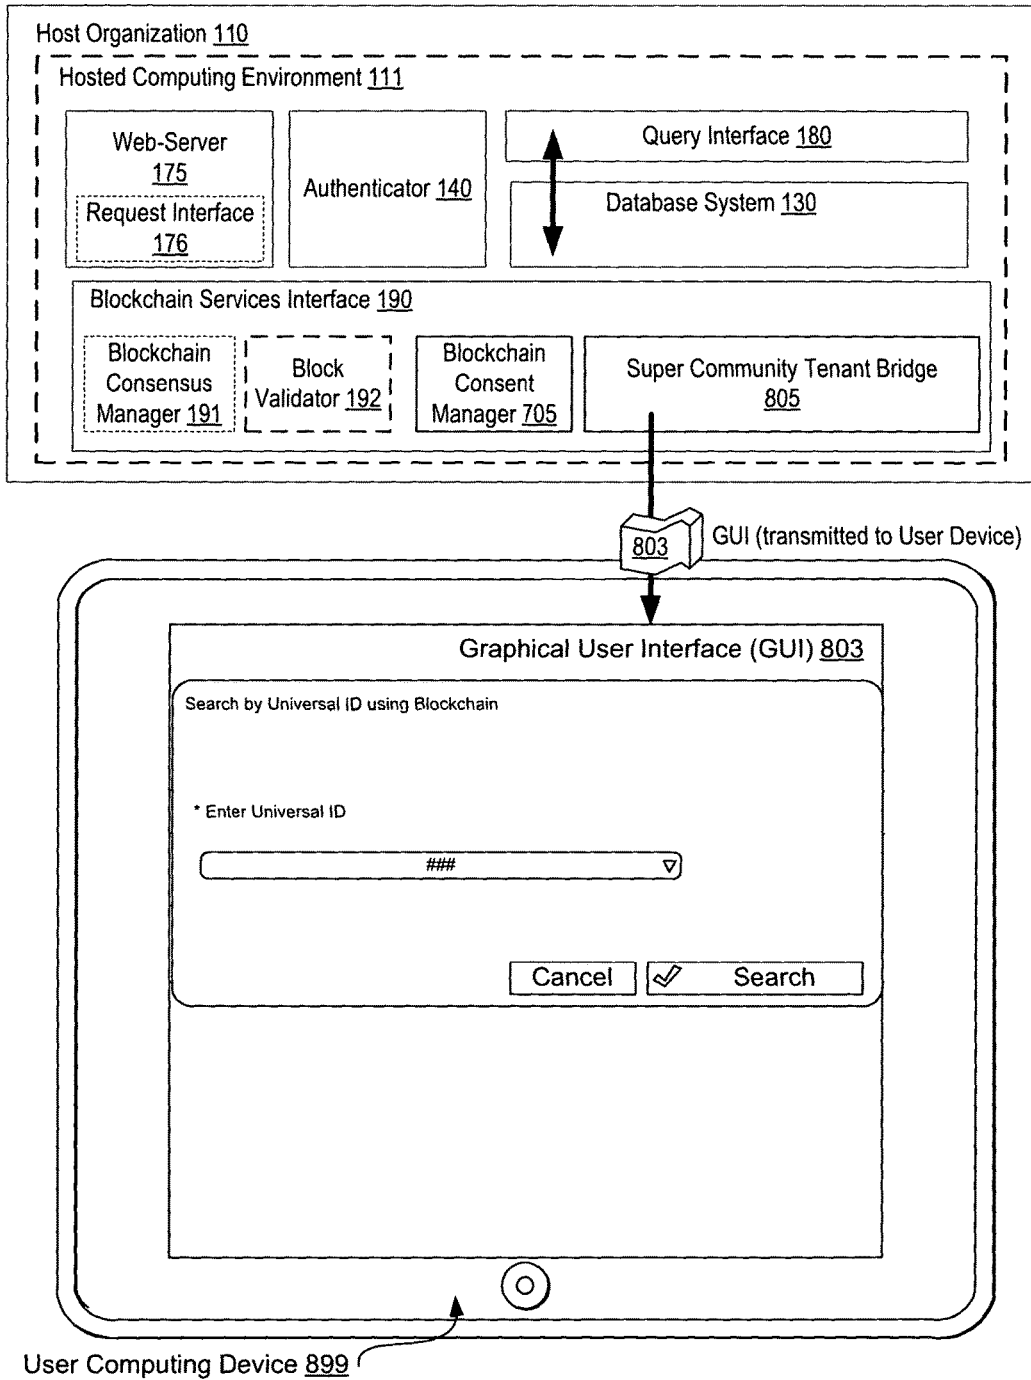 Host Organization 110
Hosted Computing Environment 111
Web-Server
175
Request Interface
176
Authenticator 140
Query Interface 180
Database System 130
Blockchain Services Interface 190
Blockchain
Consensus
Manager 191
Block
Validator 192
Blockchain
Consent
Manager 705
Super Community Tenant Bridge
805
803
GUI (transmitted to User Device)
Graphical User Interface (GUI) 803
Search by Universal ID using Blockchain
* Enter Universal ID
###
Cancel
Search
User Computing Device 899